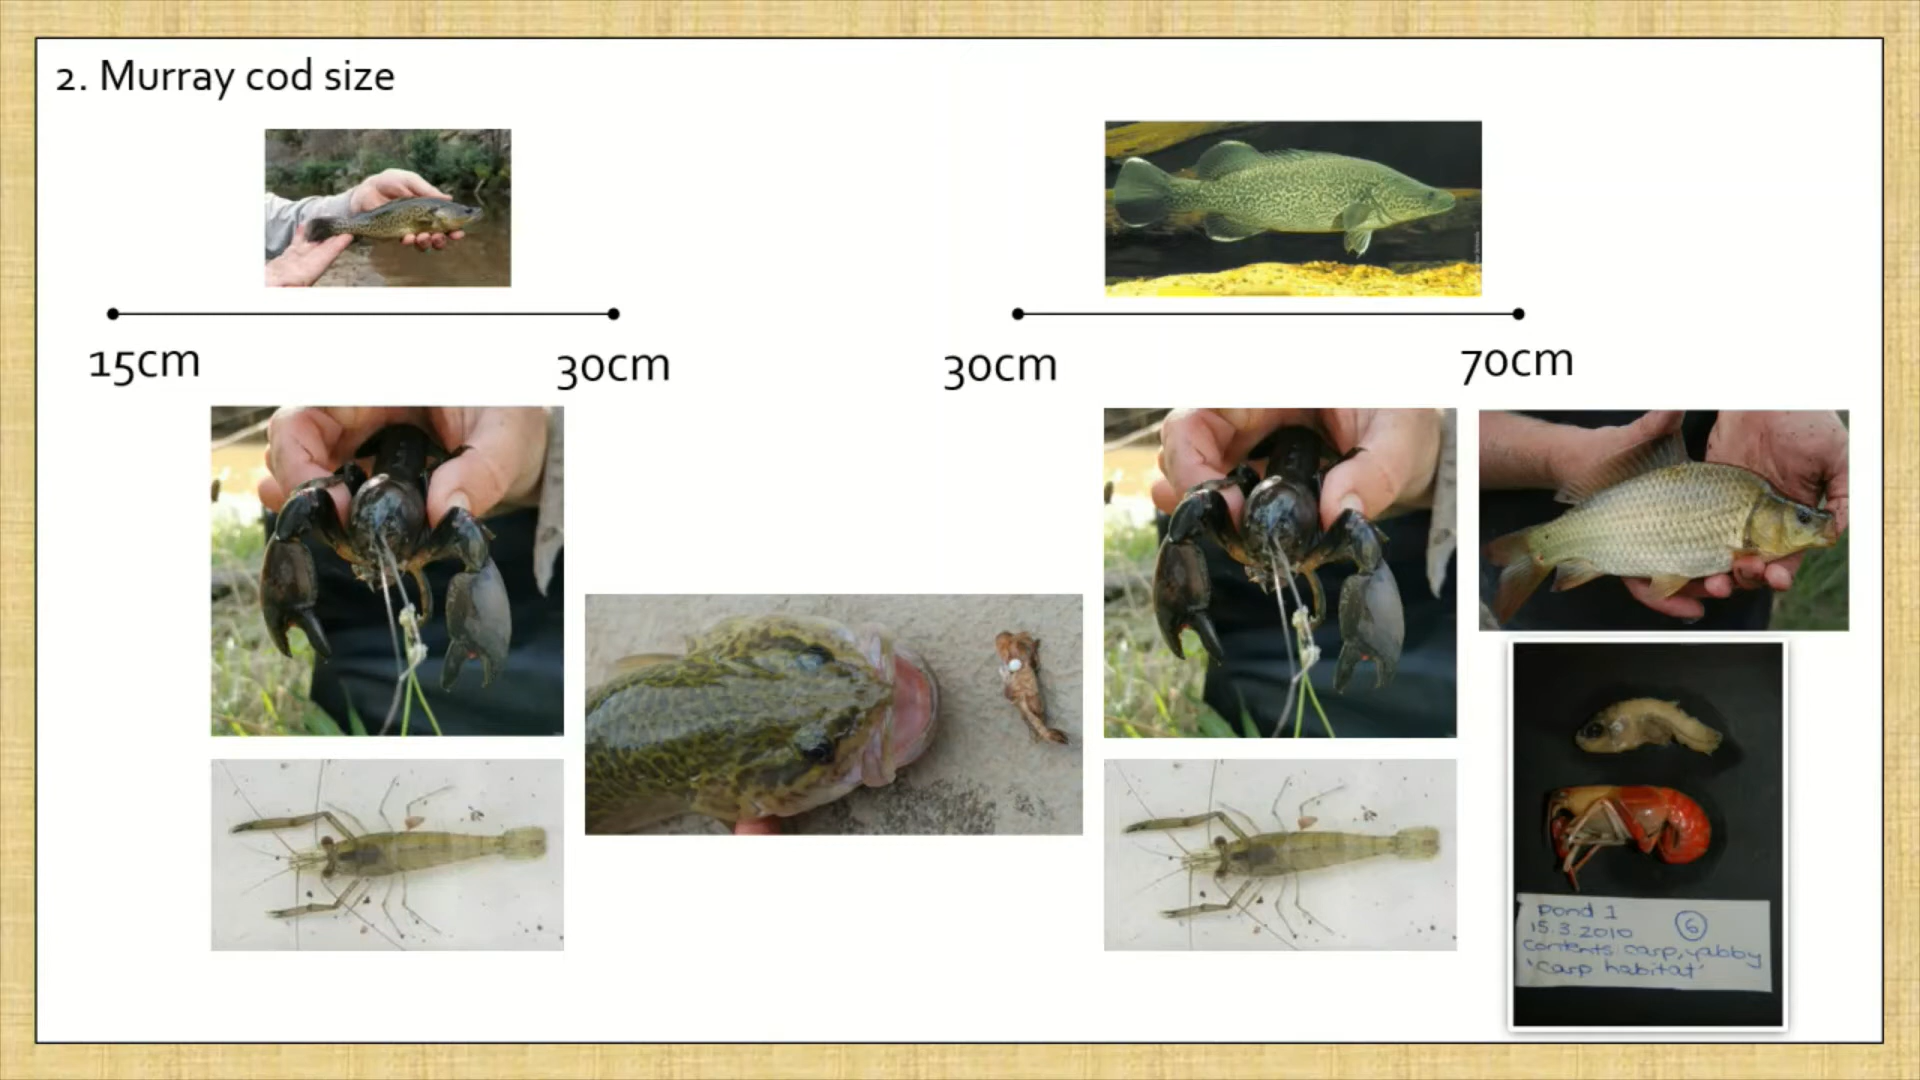 2. Murray cod size
15cm
30cm
30cm
70cm
pond 1
6
15.3.2010
contents: carp, yabby
'carp habitat'